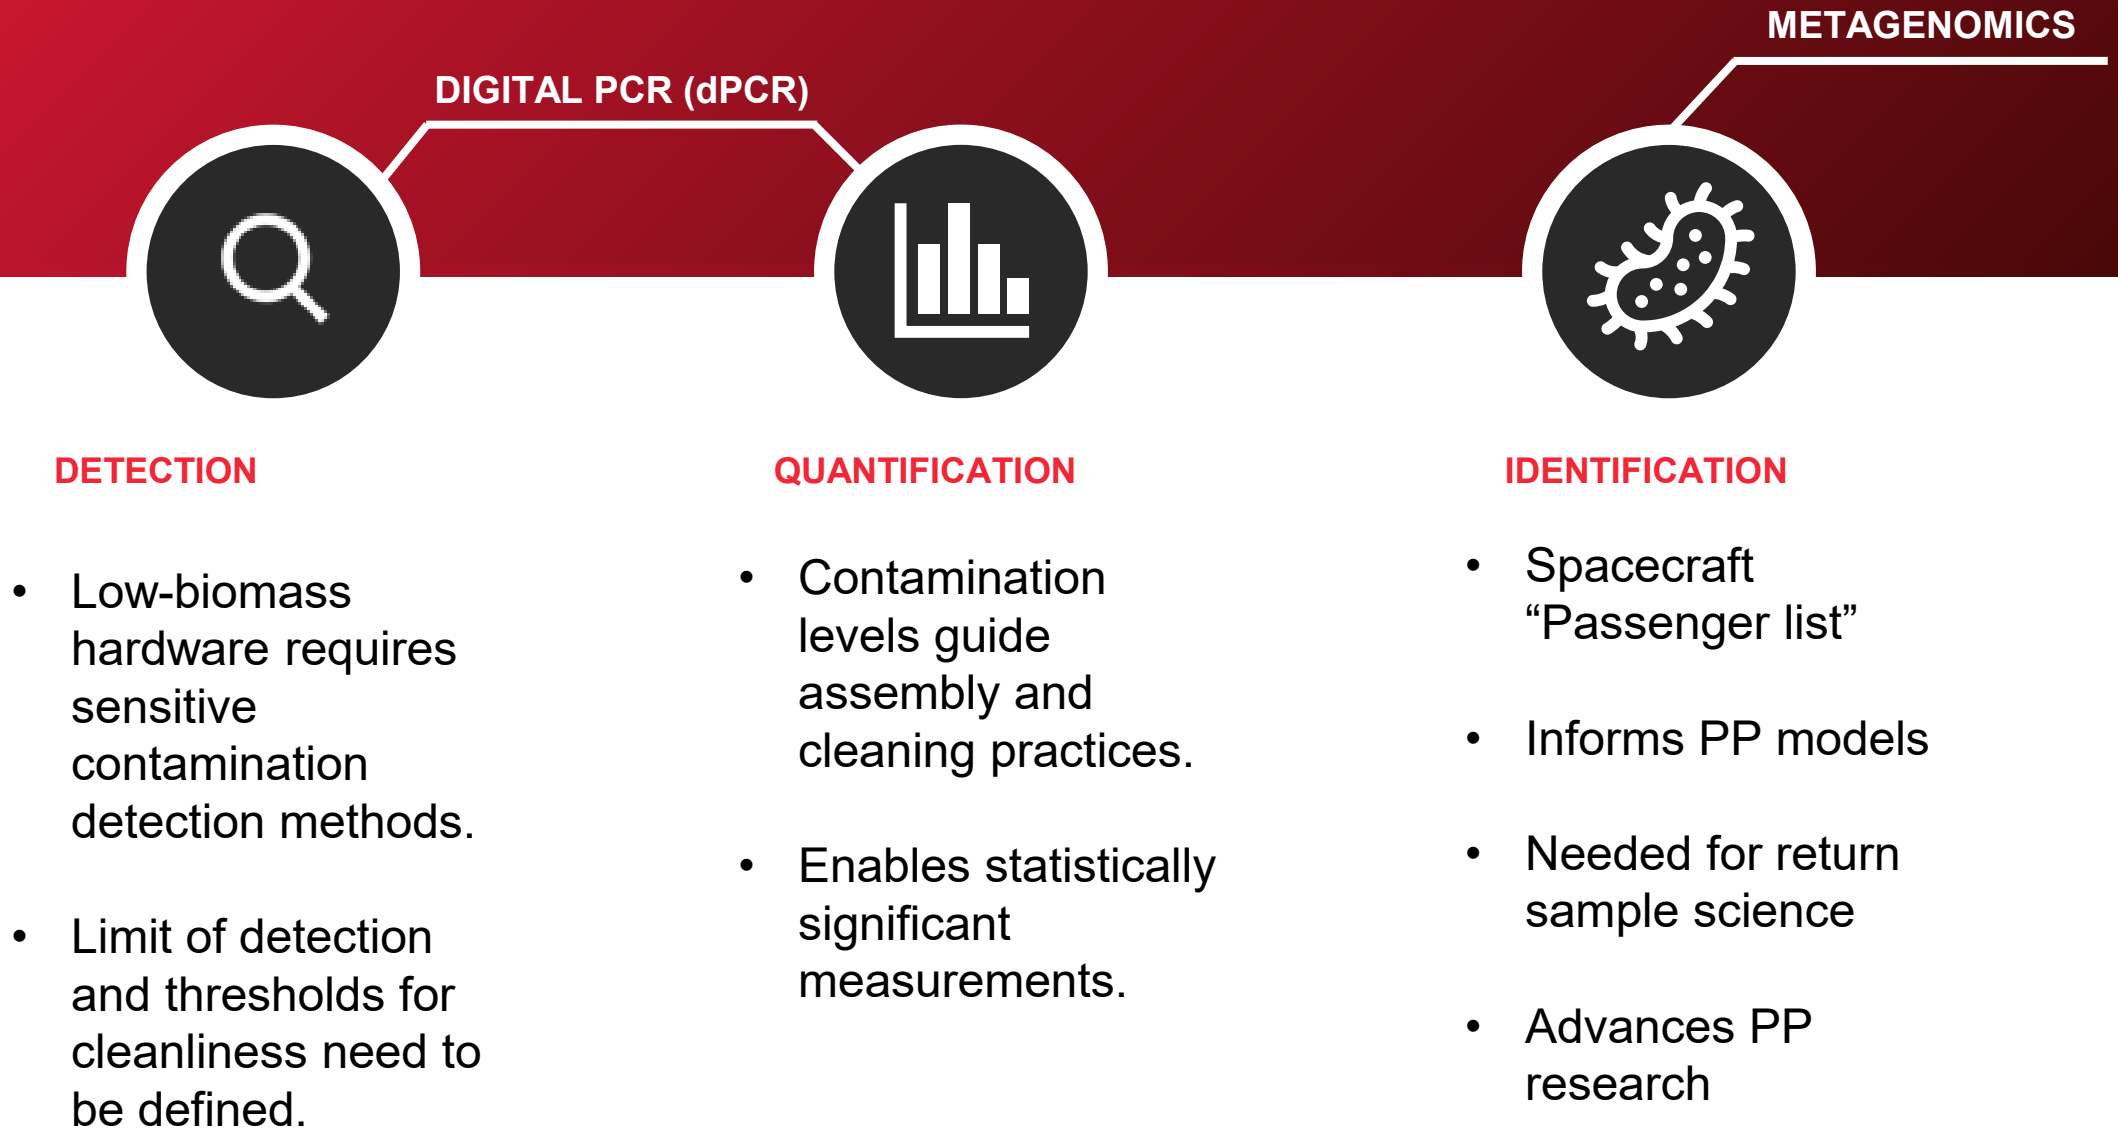 METAGENOMICS
DIGITAL PCR (dPCR)
DETECTION
• Low-biomass
hardware requires
sensitive
contamination
detection methods.
• Limit of detection
and thresholds for
cleanliness need to
be defined.
QUANTIFICATION
• Contamination
levels guide
assembly and
cleaning practices.
• Enables statistically
significant
measurements.
IDENTIFICATION
• Spacecraft
“Passenger list”
• Informs PP models
• Needed for return
sample science
• Advances PP
research